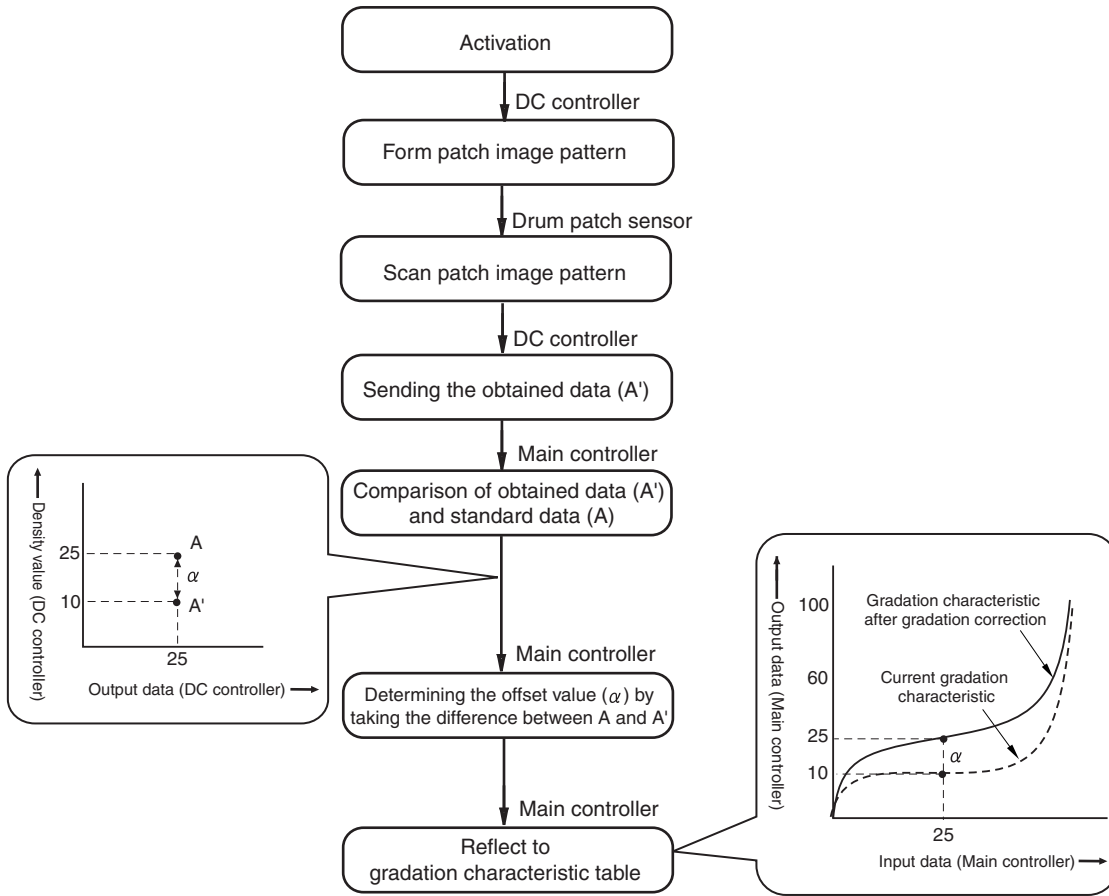 Activation
DC controller
Form patch image pattern
Drum patch sensor
Scan patch image pattern
DC controller
Sending the obtained data (A')
Main controller
Comparison of obtained data (A')
and standard data (A)
Density value (DC controller)
25
10
A
α
A'
25
Output data (DC controller)
Main controller
Determining the offset value (α) by
taking the difference between A and A'
Main controller
Reflect to
gradation characteristic table
Output data (Main controller)
100
60
25
10
Gradation characteristic
after gradation correction
Current gradation
characteristic
α
25
Input data (Main controller)